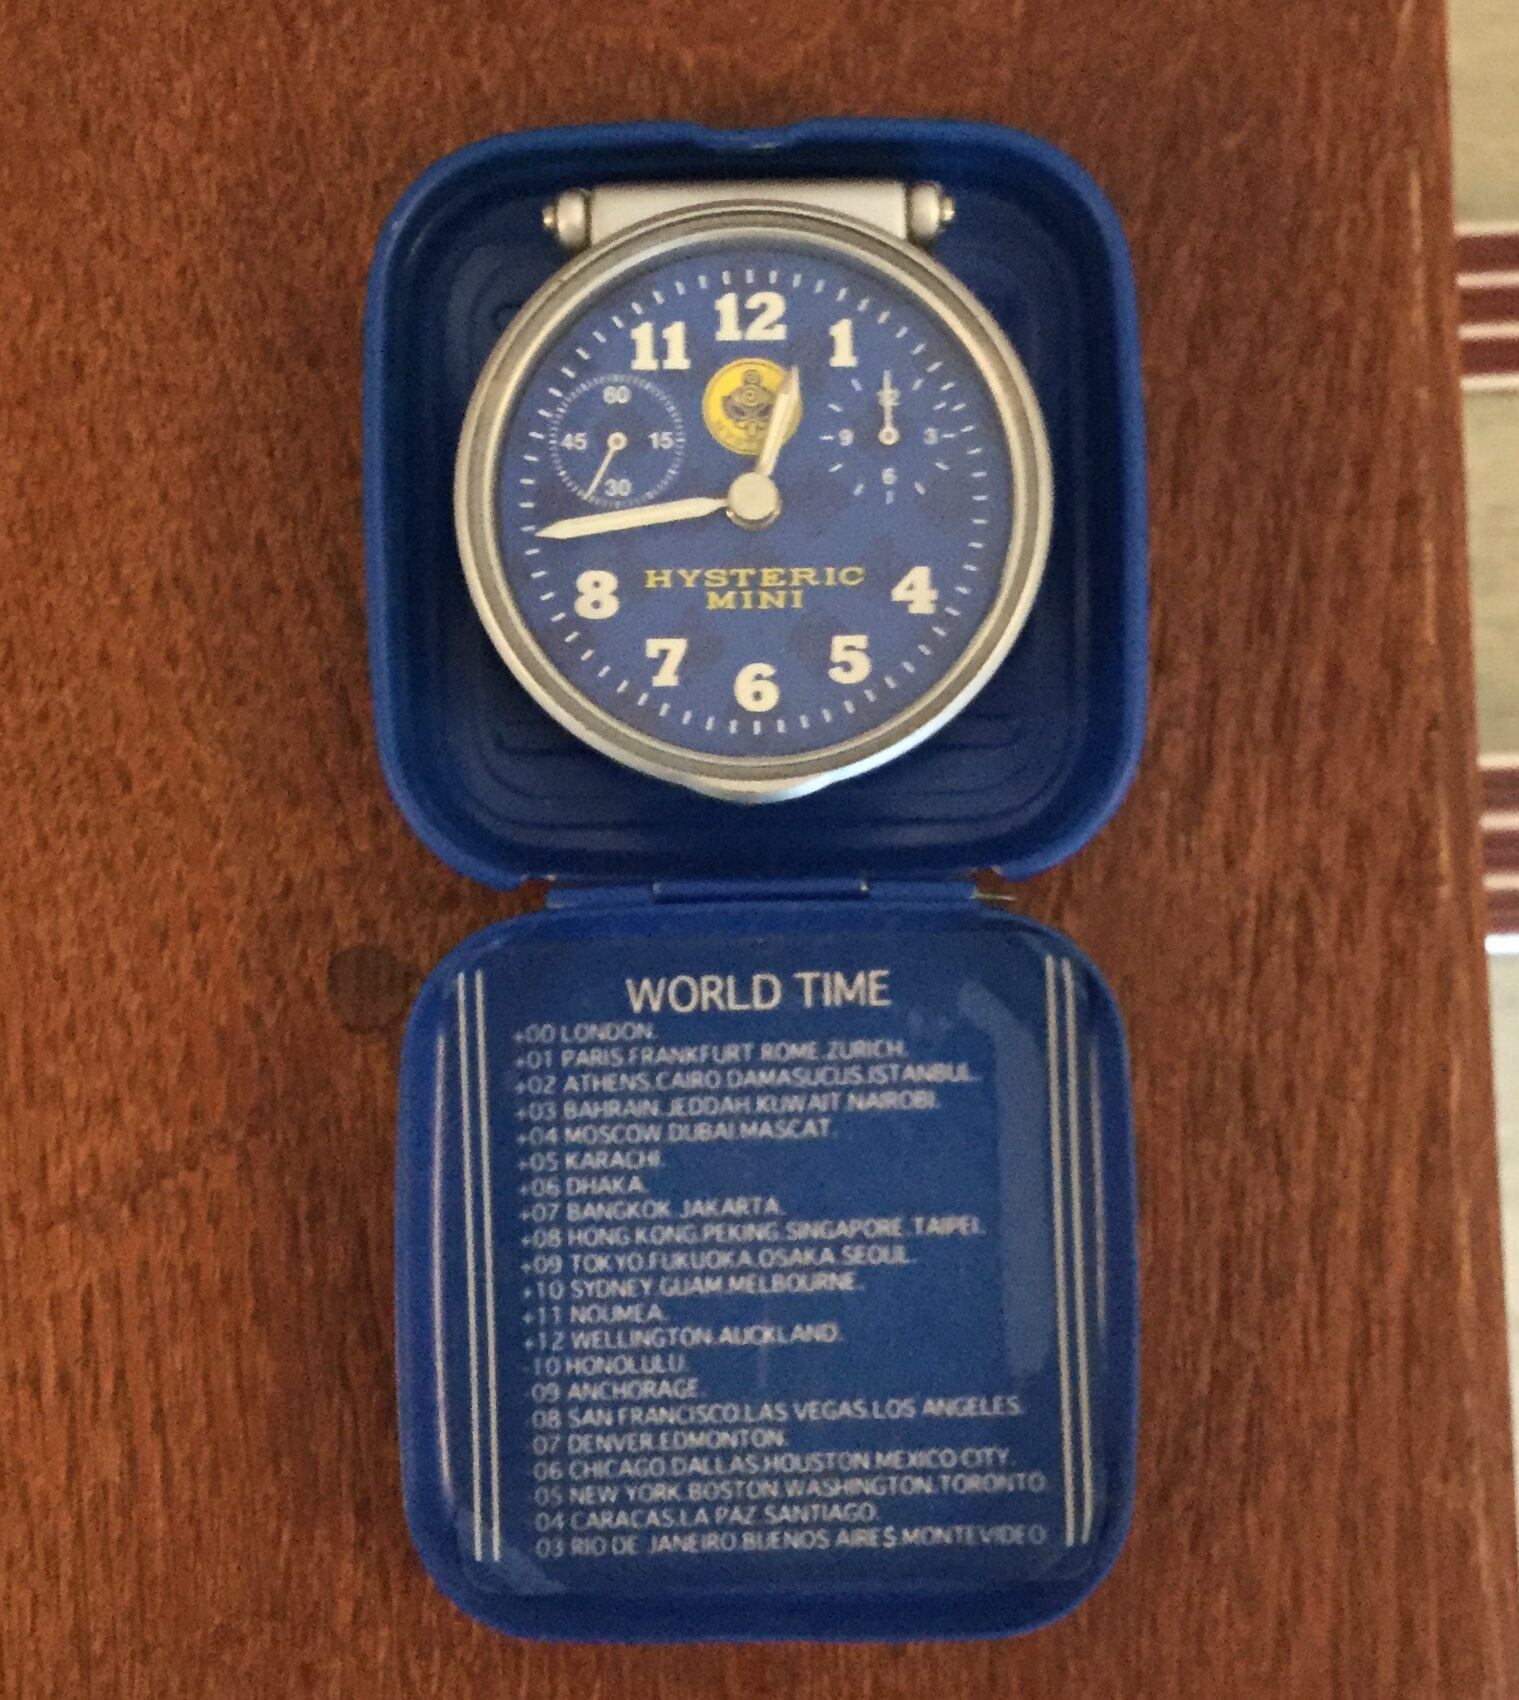 12
11 1
60
45 15
30
12
9 3
6
HYSTERIC
MINI
8 4
7 5
6
WORLD TIME
+00 LONDON.
+01 PARIS.FRANKFURT.ROME.ZURICH.
+02 ATHENS.CAIRO.DAMASUCUS.ISTANBUL.
+03 BAHRAIN.JEDDAH.KUWAIT.NAIROBI.
+04 MOSCOW.DUBAI.MASCAT.
+05 KARACHI.
+06 DHAKA.
+07 BANGKOK.JAKARTA.
+08 HONG KONG.PEKING.SINGAPORE.TAIPEI.
+09 TOKYO.FUKUOKA.OSAKA.SEOUL.
+10 SYDNEY.GUAM.MELBOURNE.
+11 NOUMEA.
+12 WELLINGTON.AUCKLAND.
-10 HONOLULU.
09 ANCHORAGE.
08 SAN FRANCISCO.LAS VEGAS.LOS ANGELES.
07 DENVER.EDMONTON.
06 CHICAGO.DALLAS.HOUSTON.MEXICO CITY.
05 NEW YORK.BOSTON.WASHINGTON.TORONTO
04 CARACAS.LA PAZ.SANTIAGO.
03 RIO DE JANEIRO.BUENOS AIRES.MONTEVIDEO